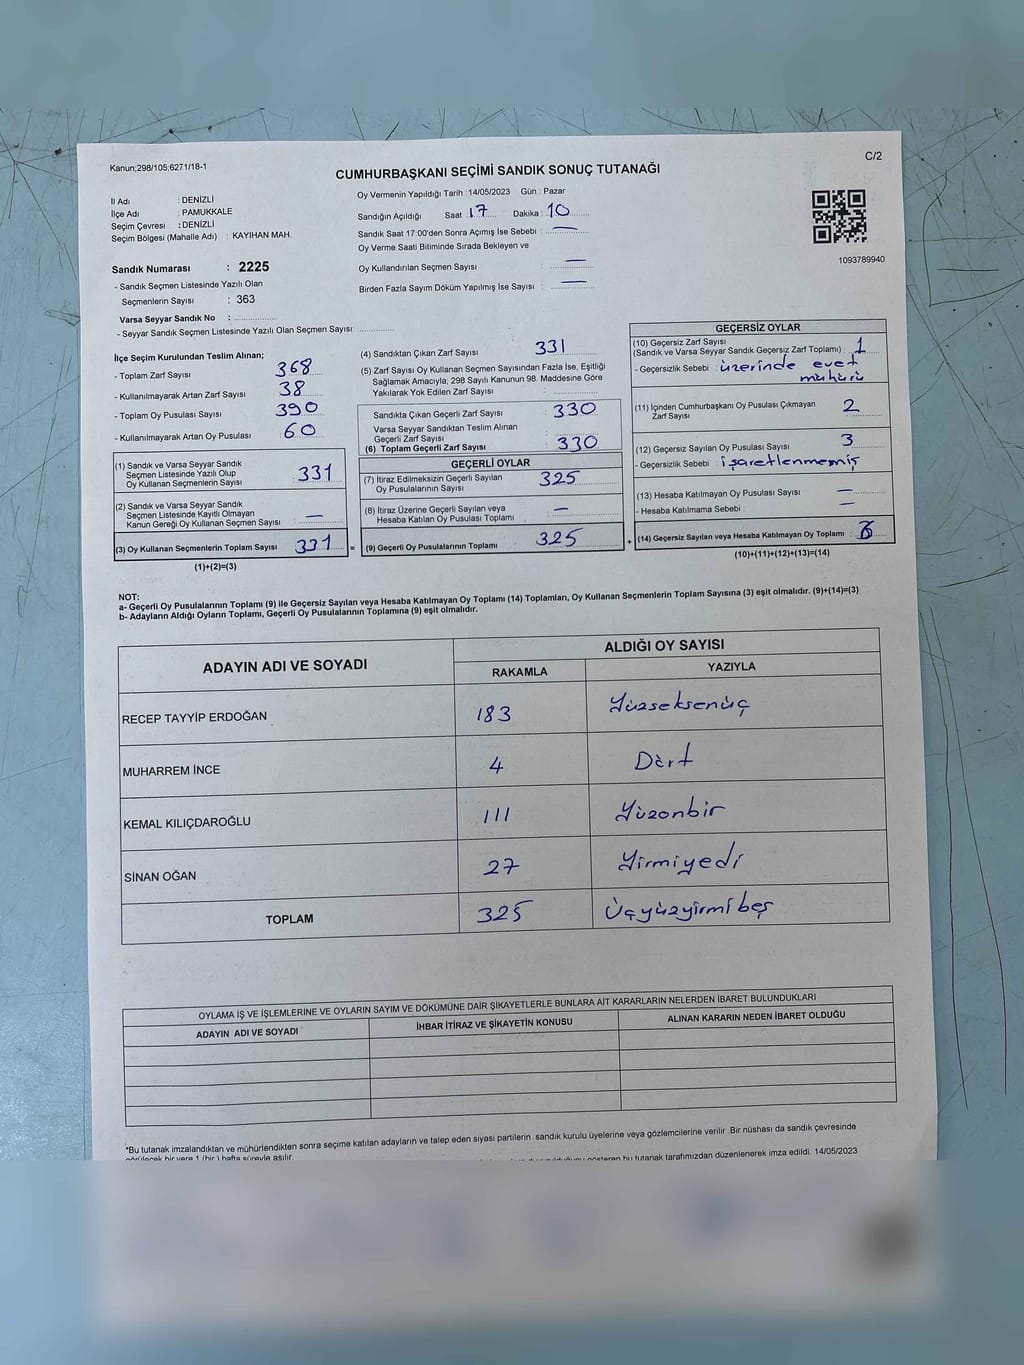 Kanun;298/105;6271/18-1
C/2
CUMHURBAŞKANI SEÇİMİ SANDIK SONUÇ TUTANAĞI
İl Adı : DENİZLİ
İlçe Adı : PAMUKKALE
Seçim Çevresi : DENİZLİ
Seçim Bölgesi (Mahalle Adı) : KAYIHAN MAH.
Sandık Numarası : 2225
- Sandık Seçmen Listesinde Yazılı Olan
Seçmenlerin Sayısı : 363
Varsa Seyyar Sandık No :
- Seyyar Sandık Seçmen Listesinde Yazılı Olan Seçmen Sayısı:
Oy Vermenin Yapıldığı Tarih :14/05/2023 Gün : Pazar
Sandığın Açıldığı Saat : 17 Dakika : 10
Sandık Saat 17:00'den Sonra Açımış İse Sebebi : —
Oy Verme Saati Bitiminde Sırada Bekleyen ve
Oy Kullandırılan Seçmen Sayısı : —
Birden Fazla Sayım Döküm Yapılmış İse Sayısı : —
1093789940
İlçe Seçim Kurulundan Teslim Alınan;
- Toplam Zarf Sayısı : 368
- Kullanılmayarak Artan Zarf Sayısı : 38
- Toplam Oy Pusulası Sayısı : 390
- Kullanılmayarak Artan Oy Pusulası : 60
(1) Sandık ve Varsa Seyyar Sandık
Seçmen Listesinde Yazılı Olup
Oy Kullanan Seçmenlerin Sayısı : 331
(2) Sandık ve Varsa Seyyar Sandık
Seçmen Listesinde Kayıtlı Olmayan
Kanun Gereği Oy Kullanan Seçmen Sayısı : —
(3) Oy Kullanan Seçmenlerin Toplam Sayısı : 331 =
(1)+(2)=(3)
(4) Sandıktan Çıkan Zarf Sayısı : 331
(5) Zarf Sayısı Oy Kullanan Seçmen Sayısından Fazla İse, Eşitliği
Sağlamak Amacıyla, 298 Sayılı Kanunun 98. Maddesine Göre
Yakılarak Yok Edilen Zarf Sayısı :
Sandıkta Çıkan Geçerli Zarf Sayısı : 330
Varsa Seyyar Sandıktan Teslim Alınan
Geçerli Zarf Sayısı :
(6) Toplam Geçerli Zarf Sayısı : 330
GEÇERLİ OYLAR
(7) İtiraz Edilmeksizin Geçerli Sayılan
Oy Pusulalarının Sayısı : 325
(8) İtiraz Üzerine Geçerli Sayılan veya
Hesaba Katılan Oy Pusulası Toplamı : —
(9) Geçerli Oy Pusulalarının Toplamı : 325 +
GEÇERSİZ OYLAR
(10) Geçersiz Zarf Sayısı
(Sandık ve Varsa Seyyar Sandık Geçersiz Zarf Toplamı) : 1
- Geçersizlik Sebebi : üzerinde evet
mührü
(11) İçinden Cumhurbaşkanı Oy Pusulası Çıkmayan
Zarf Sayısı : 2
(12) Geçersiz Sayılan Oy Pusulası Sayısı : 3
- Geçersizlik Sebebi : işaretlenmemiş
(13) Hesaba Katılmayan Oy Pusulası Sayısı : —
- Hesaba Katılmama Sebebi : —
(14) Geçersiz Sayılan veya Hesaba Katılmayan Oy Toplamı :
(10)+(11)+(12)+(13)=(14)
NOT:
a- Geçerli Oy Pusulalarının Toplamı (9) ile Geçersiz Sayılan veya Hesaba Katılmayan Oy Toplamı (14) Toplamları, Oy Kullanan Seçmenlerin Toplam Sayısına (3) eşit olmalıdır. (9)+(14)=(3)
b- Adayların Aldığı Oyların Toplamı, Geçerli Oy Pusulalarının Toplamına (9) eşit olmalıdır.
ADAYIN ADI VE SOYADI
ALDIĞI OY SAYISI
RAKAMLA YAZIYLA
RECEP TAYYİP ERDOĞAN 183 Yüzseksenüç
MUHARREM İNCE 4 Dört
KEMAL KILIÇDAROĞLU 111 Yüzonbir
SİNAN OĞAN 27 Yirmiyedi
TOPLAM 325 Üçyüzyirmibeş
OYLAMA İŞ VE İŞLEMLERİNE VE OYLARIN SAYIM VE DÖKÜMÜNE DAİR ŞİKAYETLERLE BUNLARA AİT KARARLARIN NELERDEN İBARET BULUNDUKLARI
ADAYIN ADI VE SOYADI İHBAR İTİRAZ VE ŞİKAYETİN KONUSU ALINAN KARARIN NEDEN İBARET OLDUĞU
*Bu tutanak imzalandıktan ve mühürlendikten sonra seçime katılan adayların ve talep eden siyasi partilerin sandık kurulu üyelerine veya gözlemcilerine verilir. Bir nüshası da sandık çevresinde
görülecek bir yere 1 (bir ) hafta süreyle asılır. gösteren bu tutanak tarafımızdan düzenlenerek imza edildi. 14/05/2023